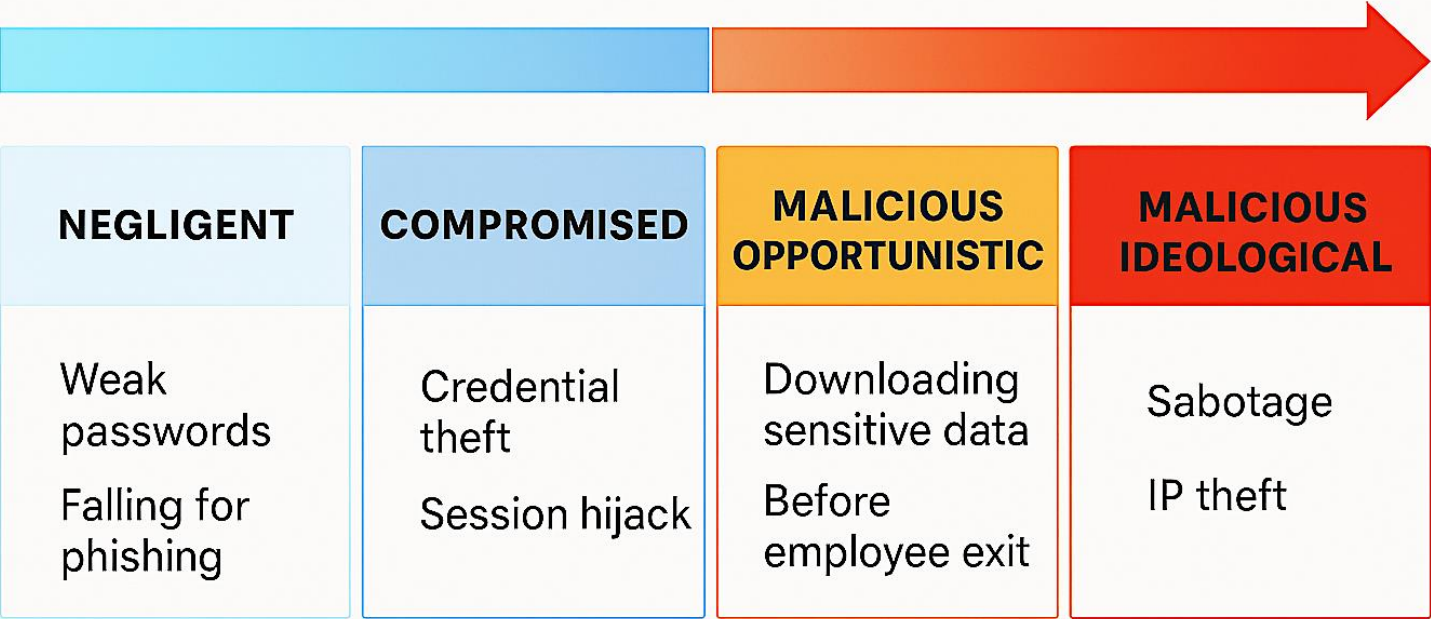 NEGLIGENT
Weak
passwords
Falling for
phishing
COMPROMISED
Credential
theft
Session hijack
MALICIOUS
OPPORTUNISTIC
Downloading
sensitive data
Before
employee exit
MALICIOUS
IDEOLOGICAL
Sabotage
IP theft